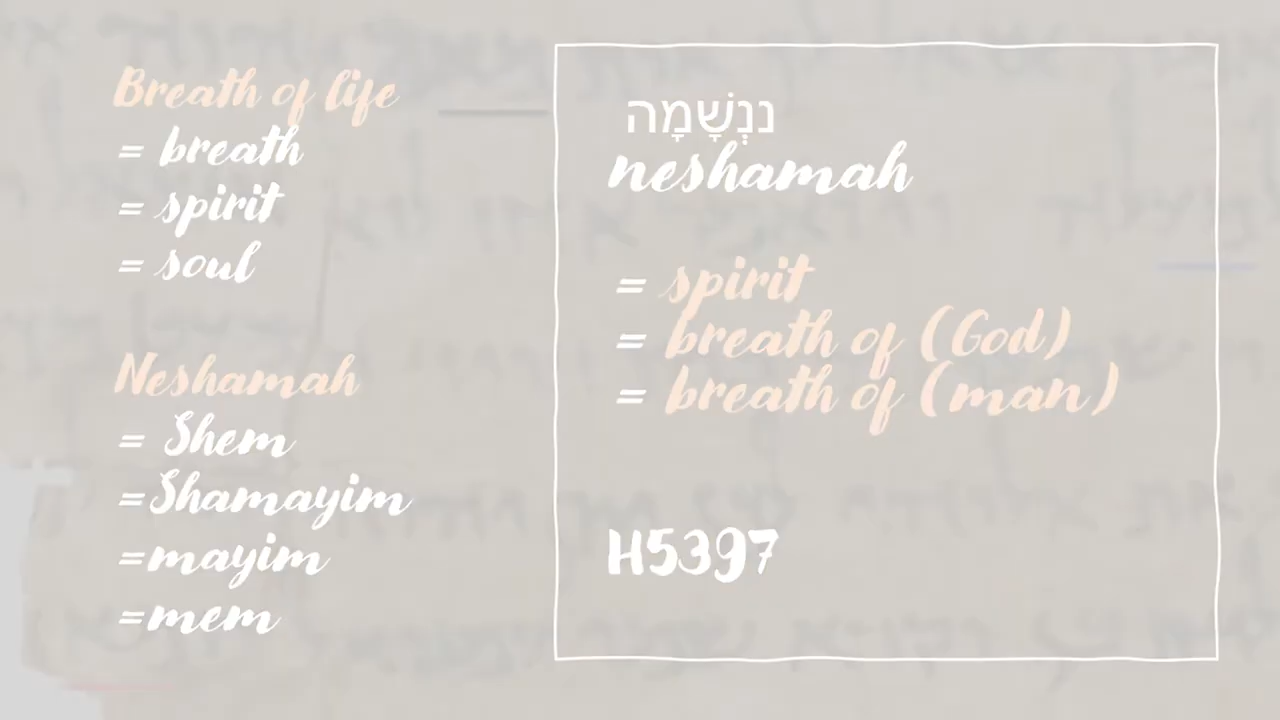 Breath of life
= breath
= spirit
= soul
Neshamah
= Shem
=Shamayim
=mayim
=mem
ננְשָׁמָה
neshamah
= spirit
= breath of (God)
= breath of (man)
H5397